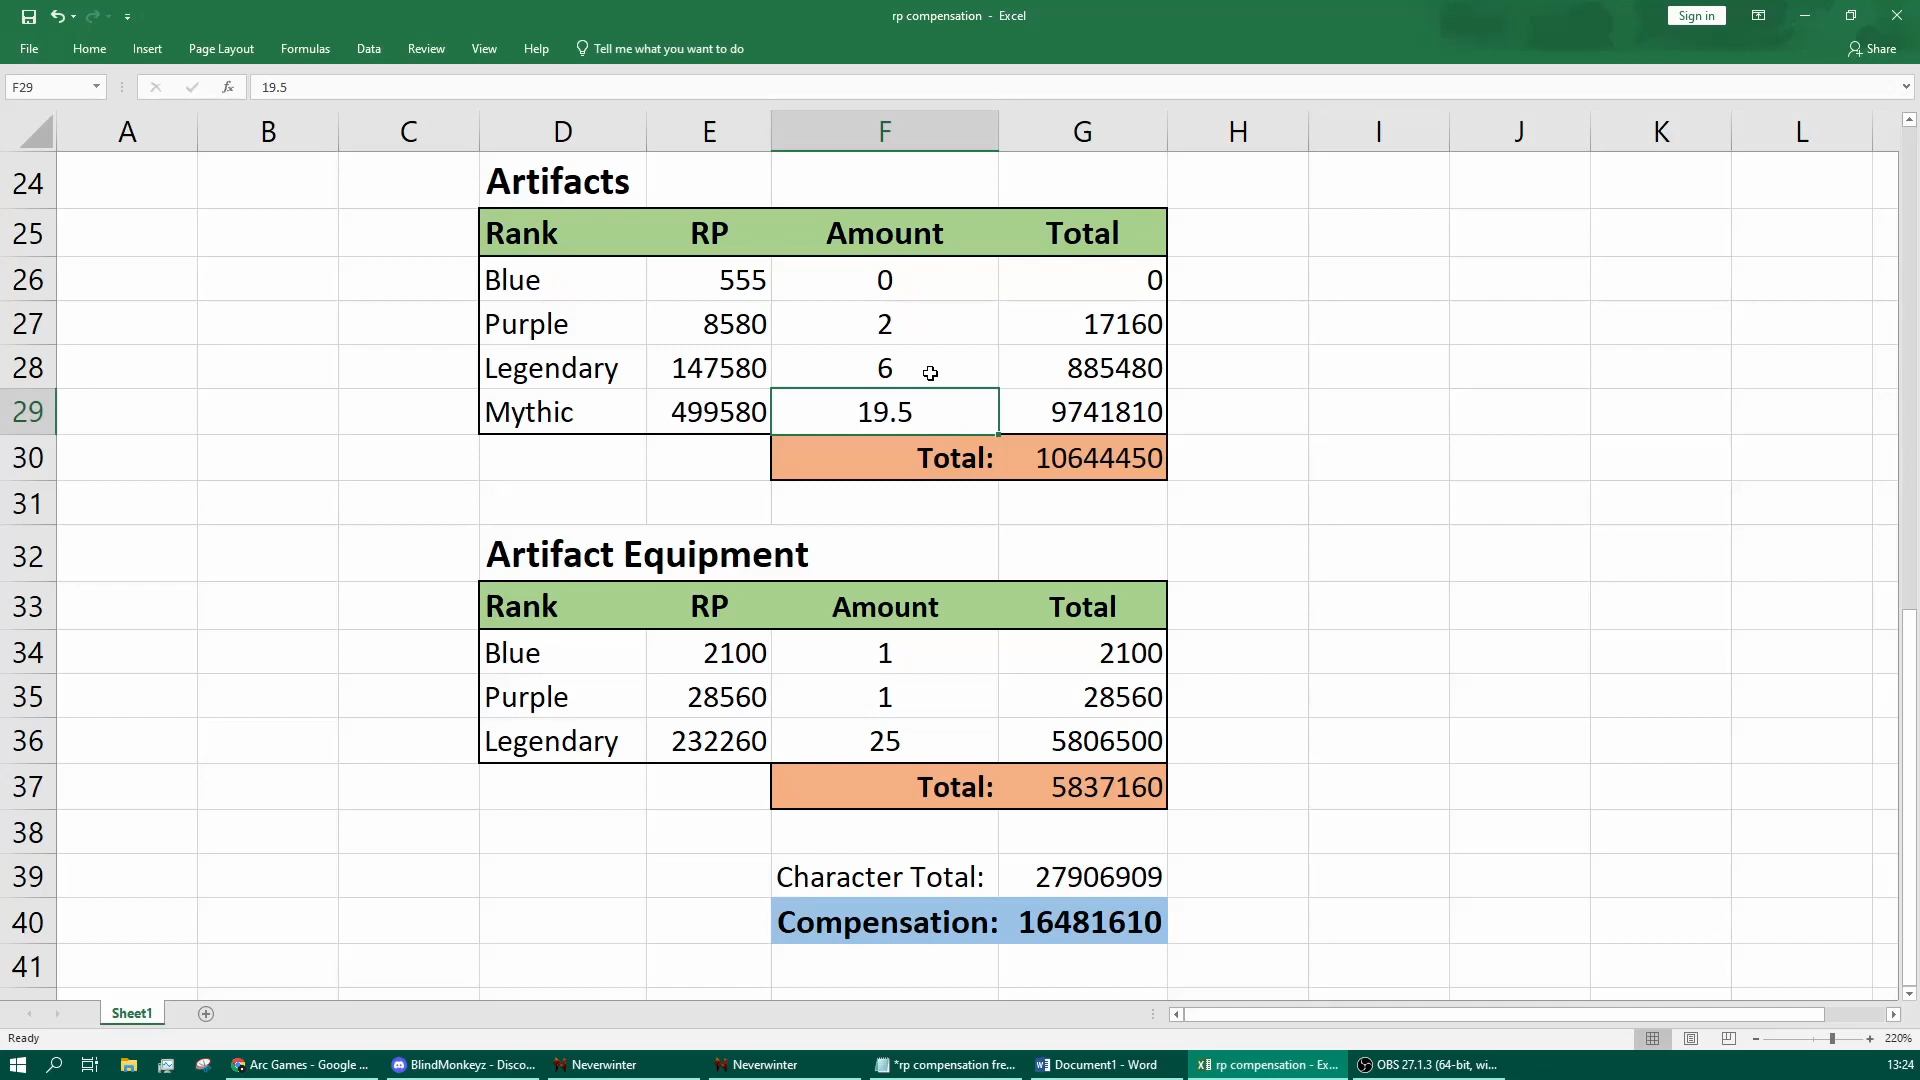 rp compensation - Excel
Sign in
File Home Insert Page Layout Formulas Data Review View Help Tell me what you want to do Share
F29 fx 19.5
A B C D E F G H I J K L
24 Artifacts
25 Rank RP Amount Total
26 Blue 555 0 0
27 Purple 8580 2 17160
28 Legendary 147580 6 885480
29 Mythic 499580 19.5 9741810
30 Total: 10644450
31
32 Artifact Equipment
33 Rank RP Amount Total
34 Blue 2100 1 2100
35 Purple 28560 1 28560
36 Legendary 232260 25 5806500
37 Total: 5837160
38
39 Character Total: 27906909
40 Compensation: 16481610
41
Sheet1
Ready 220%
Arc Games - Google ... BlindMonkeyz - Disco... Neverwinter Neverwinter *rp compensation fre... Document1 - Word rp compensation - Ex... OBS 27.1.3 (64-bit, wi... 13:24